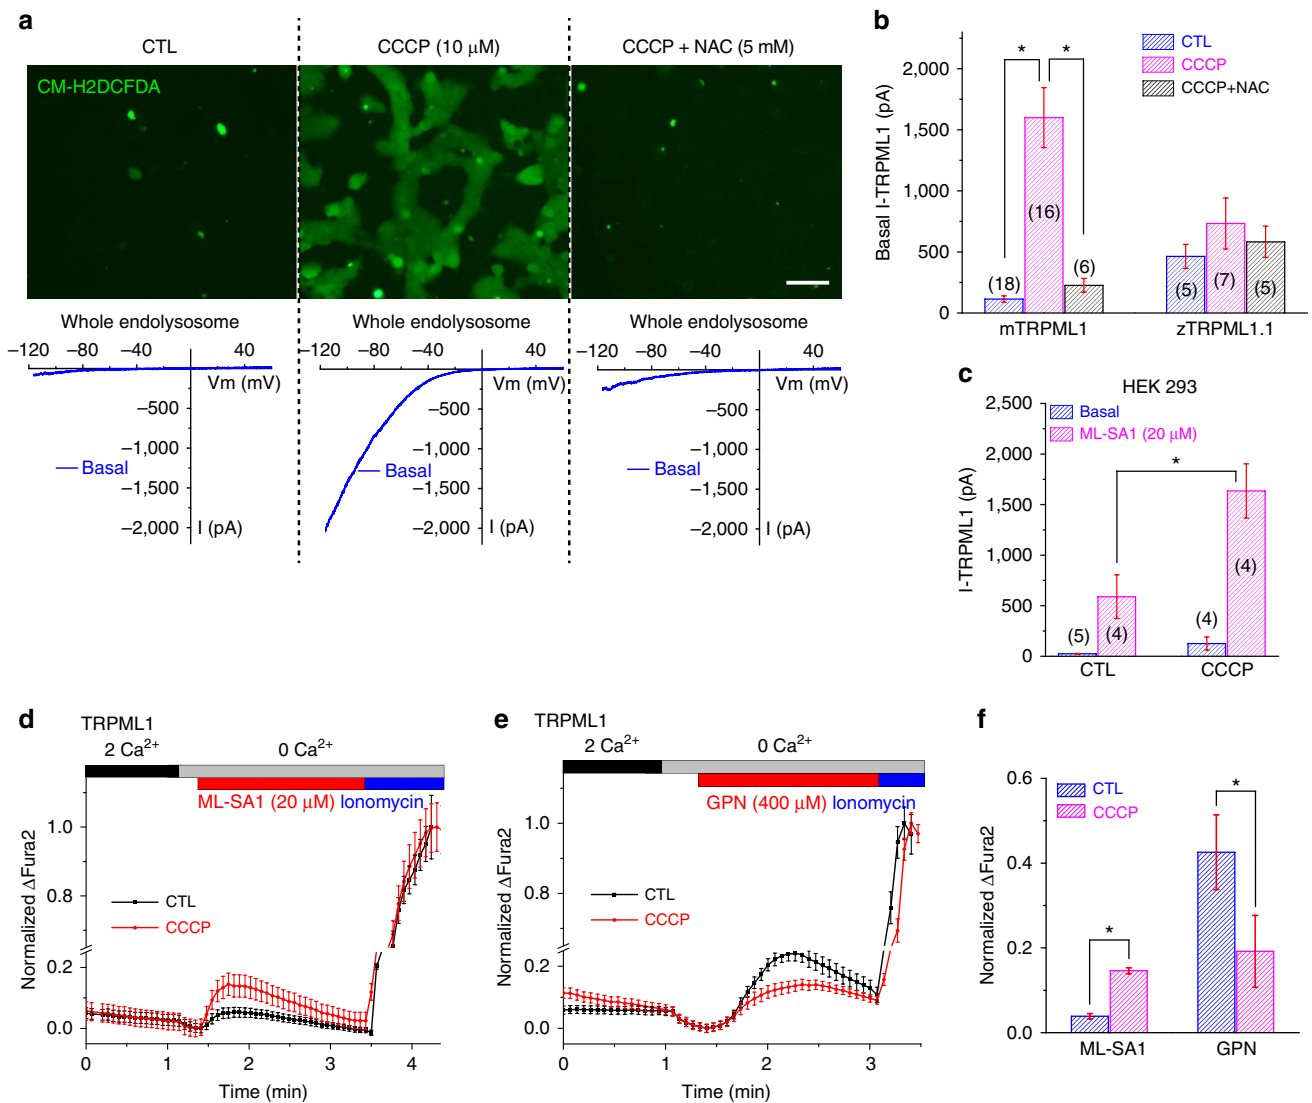 a
CTL
CCCP (10 μM)
CCCP + NAC (5 mM)
CM-H2DCFDA
Whole endolysosome
−120 −80 −40 40
Vm (mV)
−500
−1,000
−1,500
−2,000
I (pA)
Basal
Whole endolysosome
−120 −80 −40 40
Vm (mV)
−500
−1,000
−1,500
−2,000
I (pA)
Basal
Whole endolysosome
−120 −80 −40 40
Vm (mV)
−500
−1,000
−1,500
−2,000
I (pA)
Basal
b
Basal I-TRPML1 (pA)
2,000
1,500
1,000
500
0
* *
CTL
CCCP
CCCP+NAC
(18) (16) (6) (5) (7) (5)
mTRPML1 zTRPML1.1
c
HEK 293
I-TRPML1 (pA)
2,500
2,000
1,500
1,000
500
0
Basal
ML-SA1 (20 μM)
*
(5) (4) (4) (4)
CTL CCCP
d
TRPML1
2 Ca2+ 0 Ca2+
ML-SA1 (20 μM) Ionomycin
Normalized ΔFura2
1.0
0.8
0.2
0.0
CTL
CCCP
0 1 2 3 4
Time (min)
e
TRPML1
2 Ca2+ 0 Ca2+
GPN (400 μM) Ionomycin
Normalized ΔFura2
1.0
0.8
0.2
0.0
CTL
CCCP
0 1 2 3
Time (min)
f
Normalized ΔFura2
0.6
0.4
0.2
0.0
CTL
CCCP
* *
ML-SA1 GPN